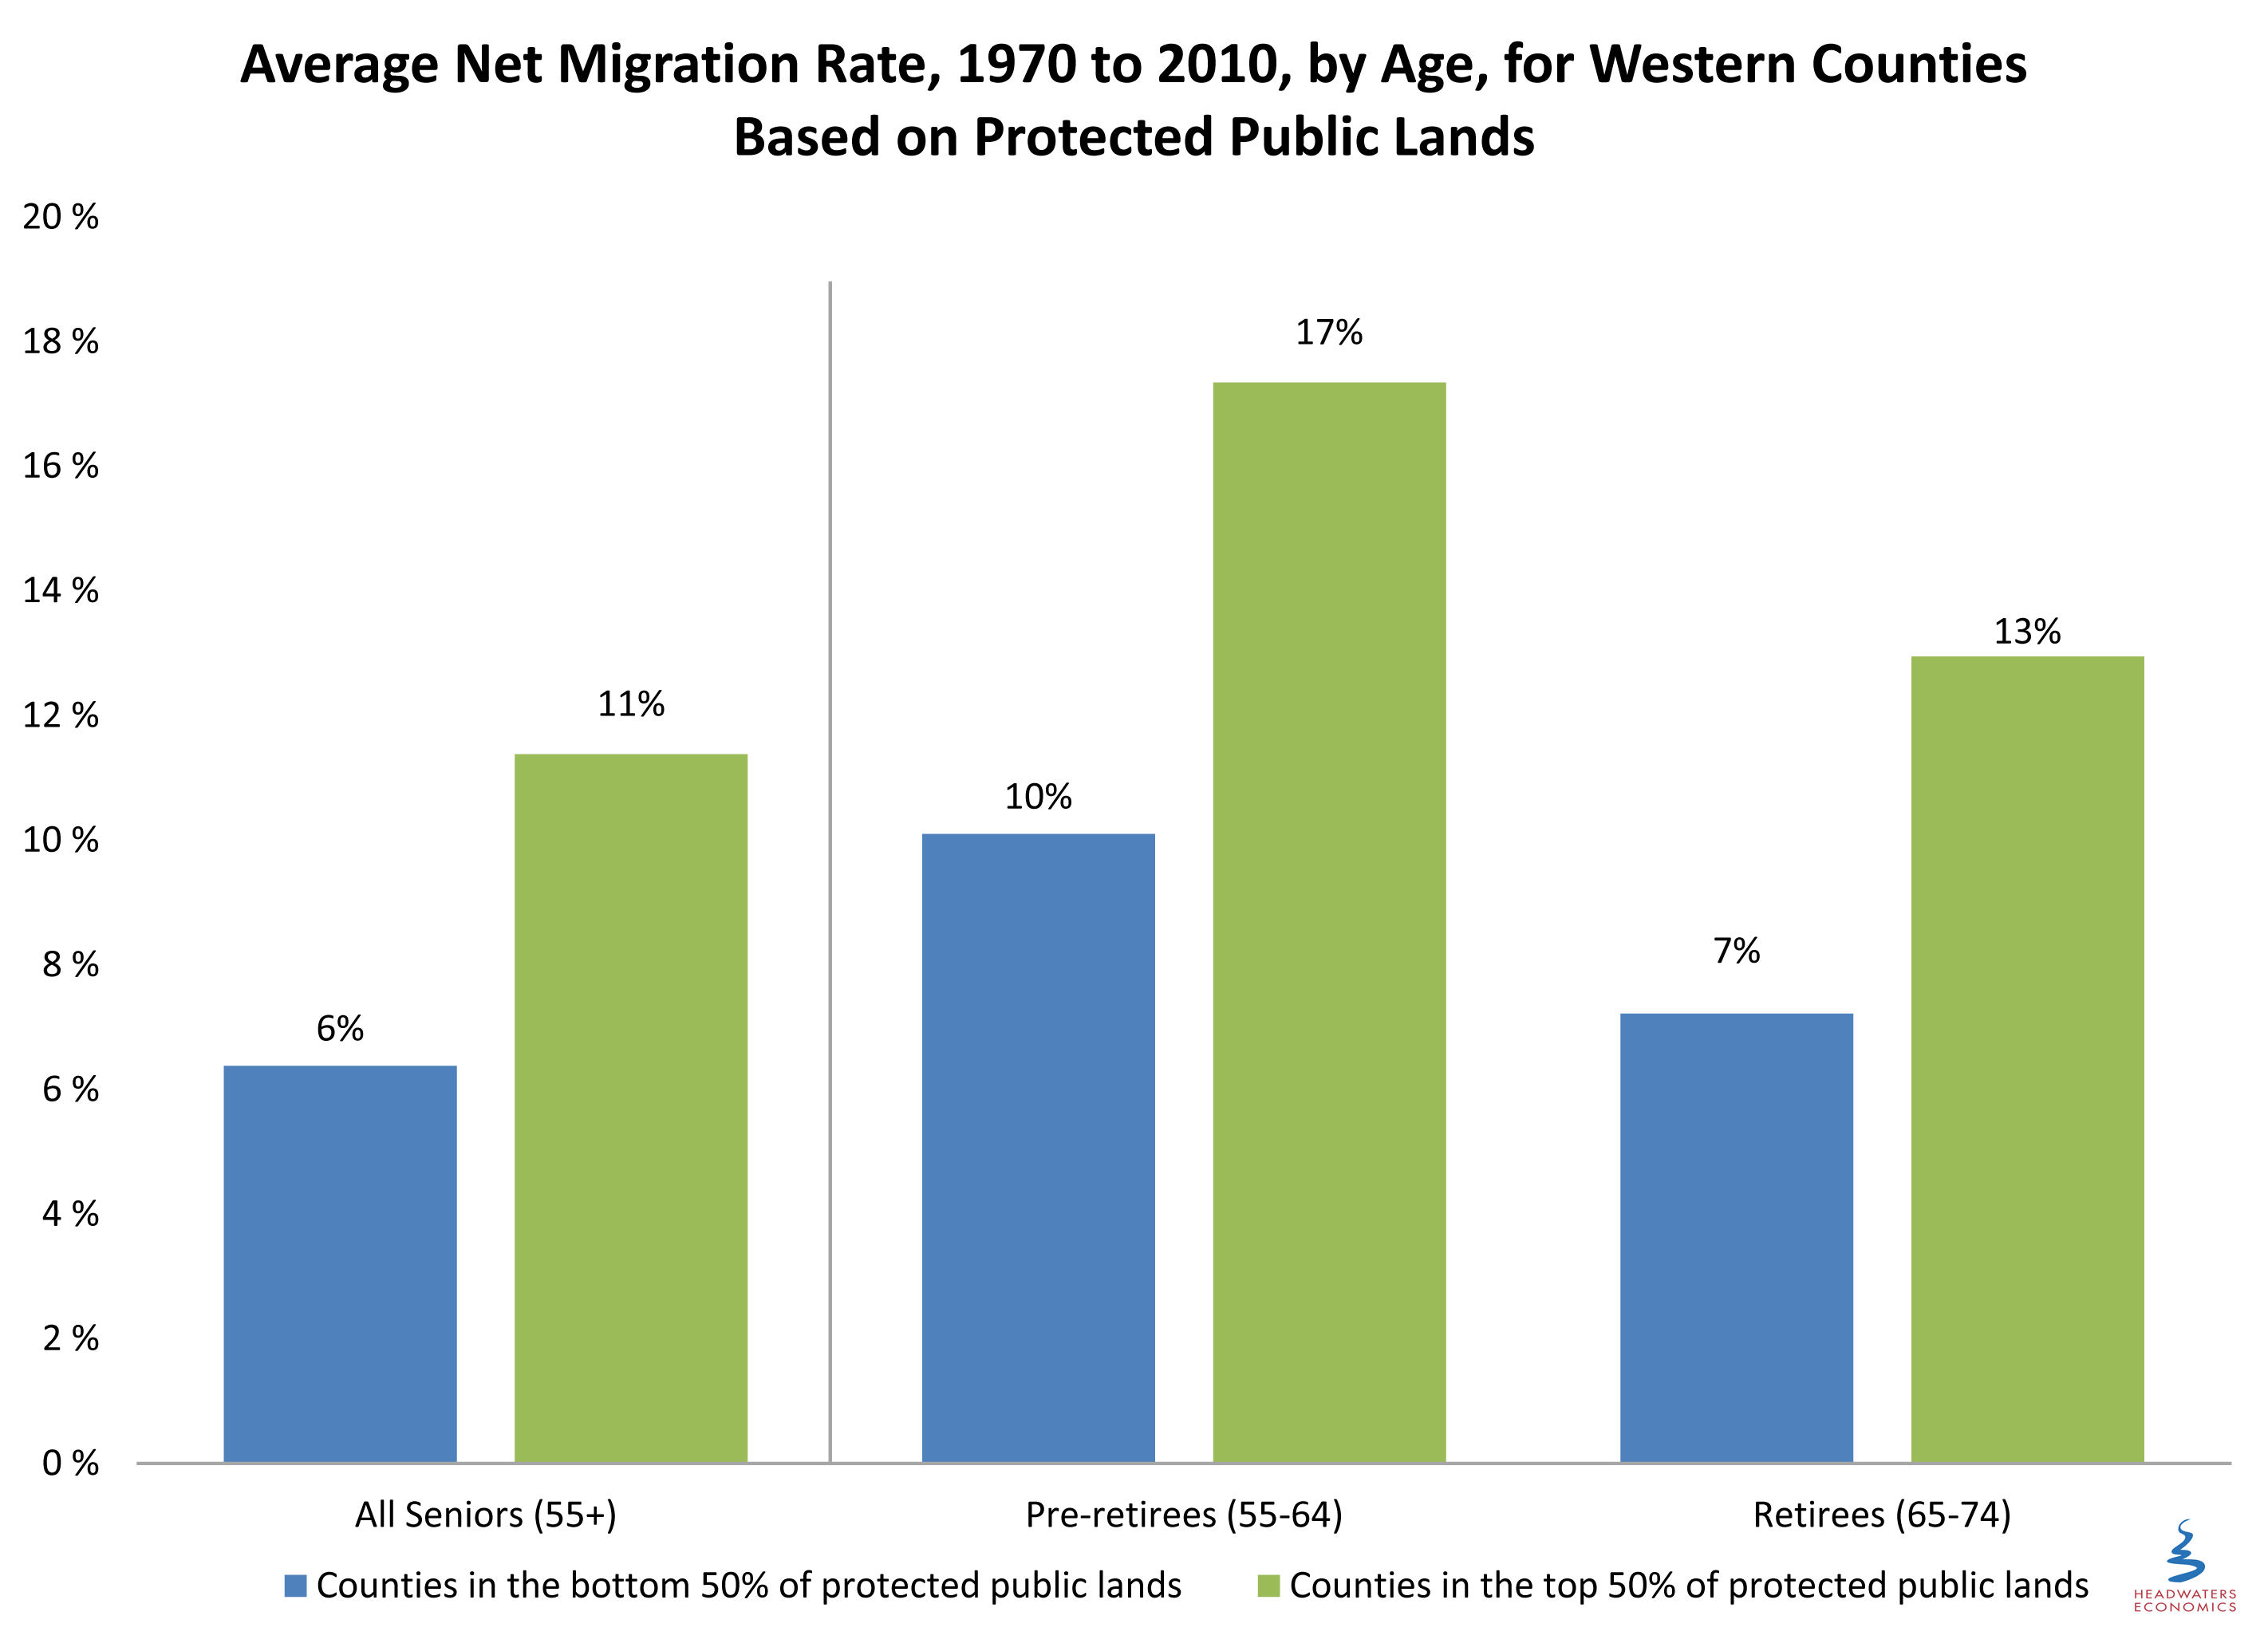 Average Net Migration Rate, 1970 to 2010, by Age, for Western Counties
Based on Protected Public Lands
20 %
18 %
16 %
14 %
12 %
10 %
8 %
6 %
4 %
2 %
0 %
6%
11%
10%
17%
7%
13%
All Seniors (55+)
Pre-retirees (55-64)
Retirees (65-74)
Counties in the bottom 50% of protected public lands
Counties in the top 50% of protected public lands
HEADWATERS
ECONOMICS